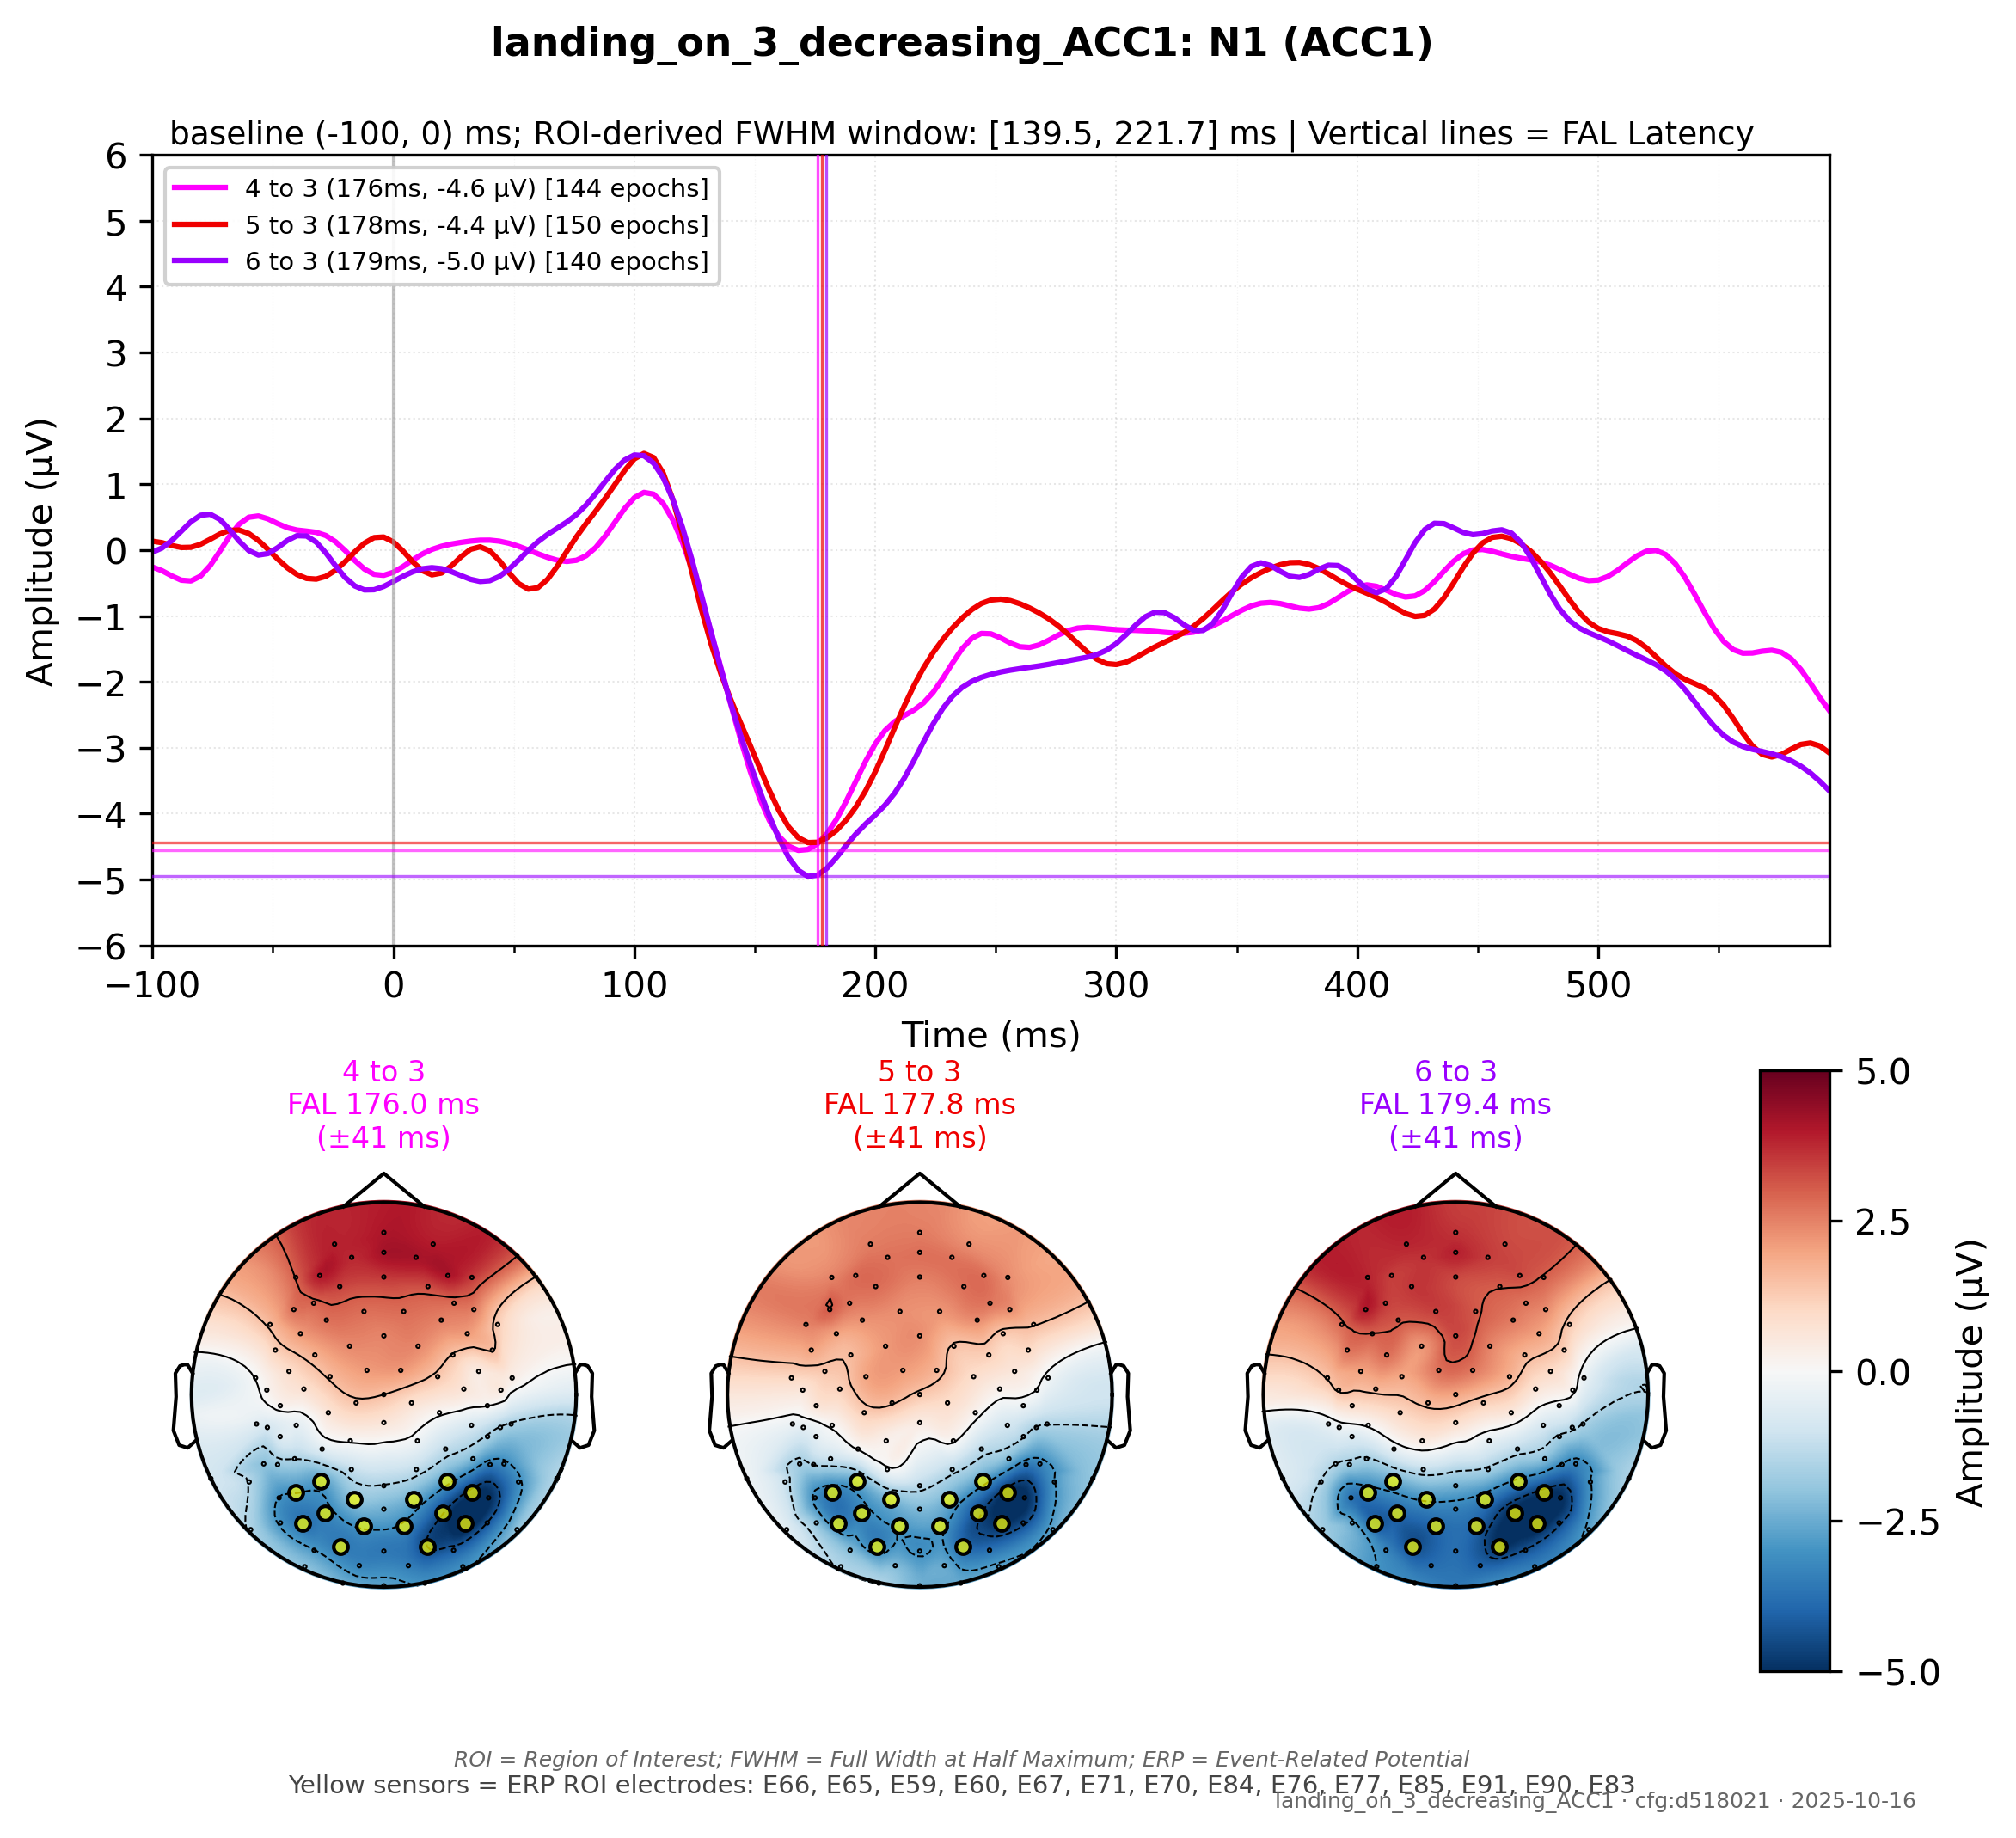 landing_on_3_decreasing_ACC1: N1 (ACC1)
baseline (-100, 0) ms; ROI-derived FWHM window: [139.5, 221.7] ms | Vertical lines = FAL Latency
4 to 3 (176ms, -4.6 µV) [144 epochs]
5 to 3 (178ms, -4.4 µV) [150 epochs]
6 to 3 (179ms, -5.0 µV) [140 epochs]
6
5
4
3
2
1
0
−1
−2
−3
−4
−5
−6
Amplitude (µV)
−100
0
100
200
300
400
500
Time (ms)
4 to 3
FAL 176.0 ms
(±41 ms)
5 to 3
FAL 177.8 ms
(±41 ms)
6 to 3
FAL 179.4 ms
(±41 ms)
5.0
2.5
0.0
−2.5
−5.0
Amplitude (µV)
ROI = Region of Interest; FWHM = Full Width at Half Maximum; ERP = Event-Related Potential
Yellow sensors = ERP ROI electrodes: E66, E65, E59, E60, E67, E71, E70, E84, E76, E77, E85, E91, E90, E83
landing_on_3_decreasing_ACC1 · cfg:d518021 · 2025-10-16